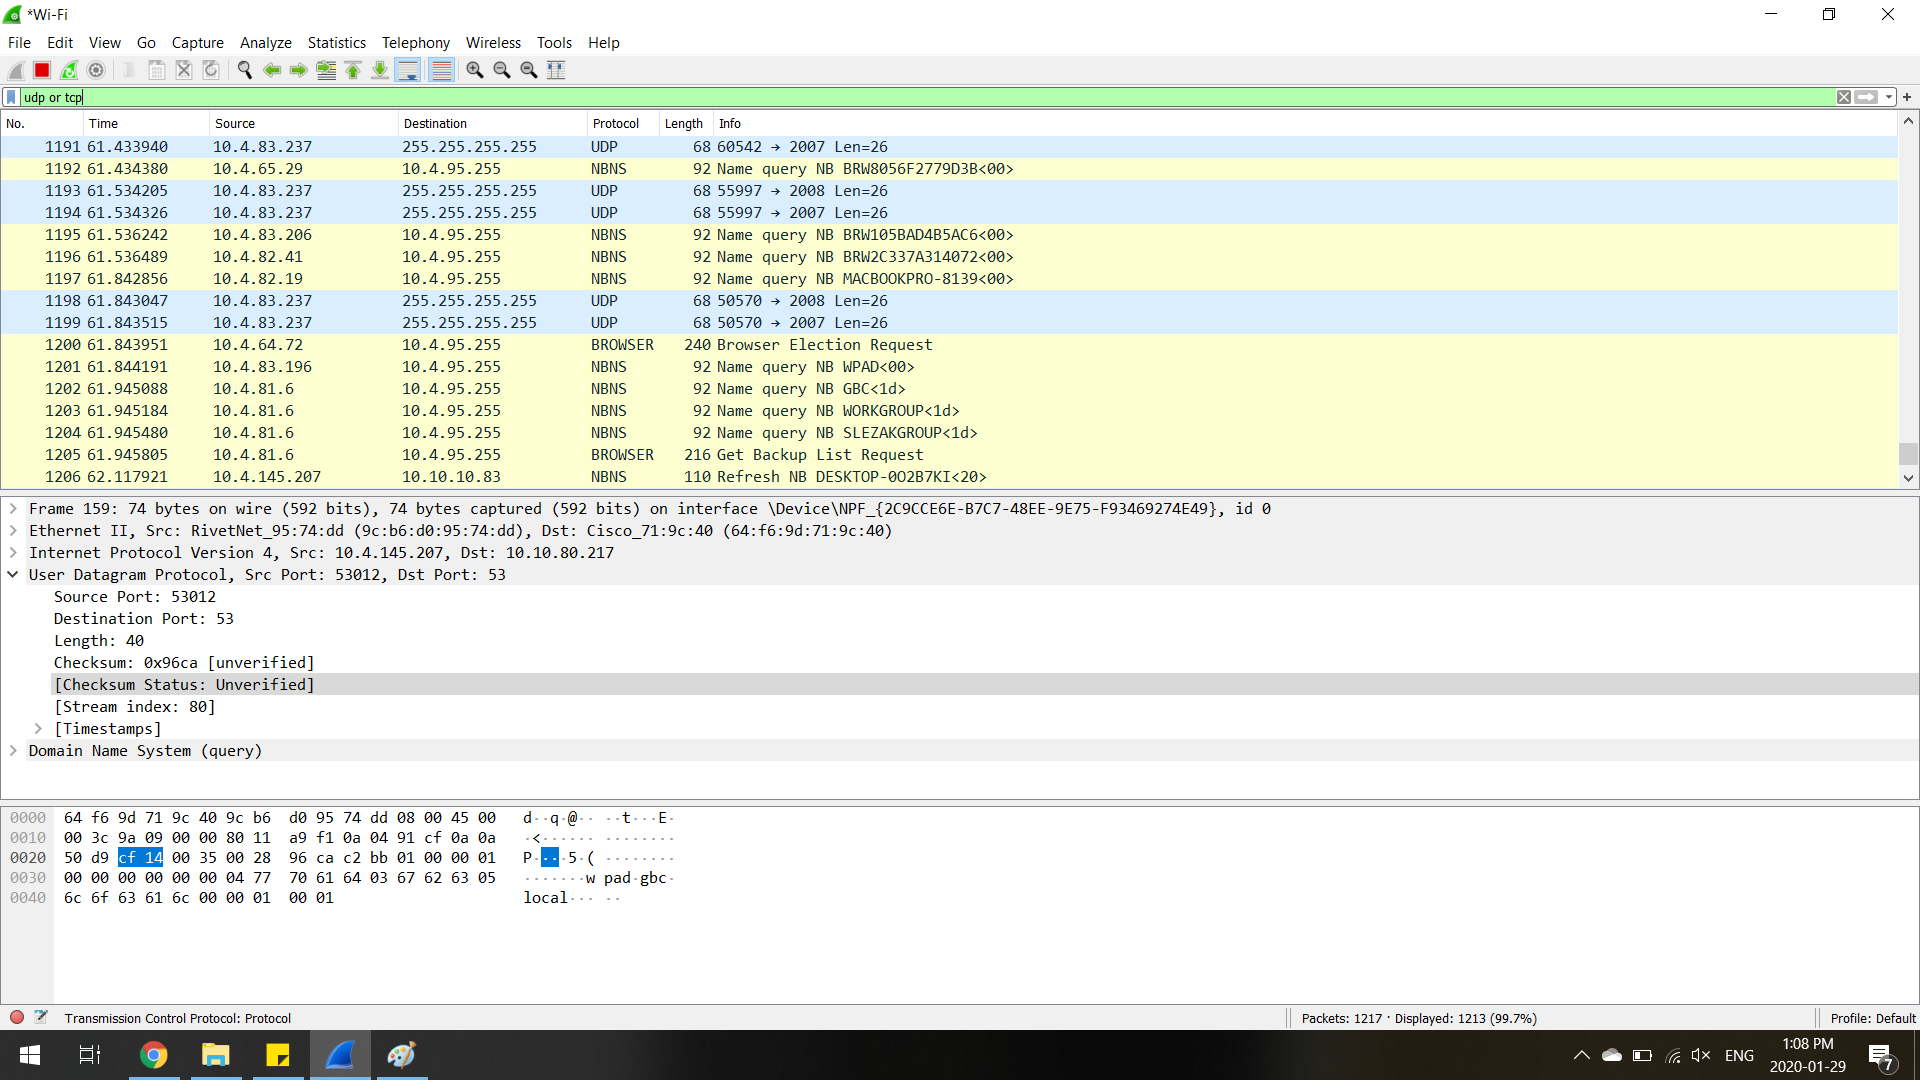 *Wi-Fi
File Edit View Go Capture Analyze Statistics Telephony Wireless Tools Help
udp or tcp
No. Time Source Destination Protocol Length Info
1191 61.433940 10.4.83.237 255.255.255.255 UDP 68 60542 → 2007 Len=26
1192 61.434380 10.4.65.29 10.4.95.255 NBNS 92 Name query NB BRW8056F2779D3B<00>
1193 61.534205 10.4.83.237 255.255.255.255 UDP 68 55997 → 2008 Len=26
1194 61.534326 10.4.83.237 255.255.255.255 UDP 68 55997 → 2007 Len=26
1195 61.536242 10.4.83.206 10.4.95.255 NBNS 92 Name query NB BRW105BAD4B5AC6<00>
1196 61.536489 10.4.82.41 10.4.95.255 NBNS 92 Name query NB BRW2C337A314072<00>
1197 61.842856 10.4.82.19 10.4.95.255 NBNS 92 Name query NB MACBOOKPRO-8139<00>
1198 61.843047 10.4.83.237 255.255.255.255 UDP 68 50570 → 2008 Len=26
1199 61.843515 10.4.83.237 255.255.255.255 UDP 68 50570 → 2007 Len=26
1200 61.843951 10.4.64.72 10.4.95.255 BROWSER 240 Browser Election Request
1201 61.844191 10.4.83.196 10.4.95.255 NBNS 92 Name query NB WPAD<00>
1202 61.945088 10.4.81.6 10.4.95.255 NBNS 92 Name query NB GBC<1d>
1203 61.945184 10.4.81.6 10.4.95.255 NBNS 92 Name query NB WORKGROUP<1d>
1204 61.945480 10.4.81.6 10.4.95.255 NBNS 92 Name query NB SLEZAKGROUP<1d>
1205 61.945805 10.4.81.6 10.4.95.255 BROWSER 216 Get Backup List Request
1206 62.117921 10.4.145.207 10.10.10.83 NBNS 110 Refresh NB DESKTOP-0O2B7KI<20>
Frame 159: 74 bytes on wire (592 bits), 74 bytes captured (592 bits) on interface \Device\NPF_{2C9CCE6E-B7C7-48EE-9E75-F93469274E49}, id 0
Ethernet II, Src: RivetNet_95:74:dd (9c:b6:d0:95:74:dd), Dst: Cisco_71:9c:40 (64:f6:9d:71:9c:40)
Internet Protocol Version 4, Src: 10.4.145.207, Dst: 10.10.80.217
User Datagram Protocol, Src Port: 53012, Dst Port: 53
Source Port: 53012
Destination Port: 53
Length: 40
Checksum: 0x96ca [unverified]
[Checksum Status: Unverified]
[Stream index: 80]
[Timestamps]
Domain Name System (query)
0000 64 f6 9d 71 9c 40 9c b6 d0 95 74 dd 08 00 45 00 d··q·@·· ··t···E·
0010 00 3c 9a 09 00 00 80 11 a9 f1 0a 04 91 cf 0a 0a ·<······ ········
0020 50 d9 cf 14 00 35 00 28 96 ca c2 bb 01 00 00 01 P····5·( ········
0030 00 00 00 00 00 00 04 77 70 61 64 03 67 62 63 05 ·······w pad·gbc·
0040 6c 6f 63 61 6c 00 00 01 00 01 local··· ··
Transmission Control Protocol: Protocol
Packets: 1217 · Displayed: 1213 (99.7%)
Profile: Default
ENG
1:08 PM
2020-01-29
7